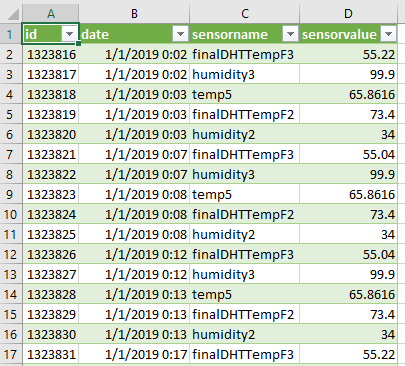 A B C D
1 id date sensorname sensorvalue
2 1323816 1/1/2019 0:02 finalDHTTempF3 55.22
3 1323817 1/1/2019 0:02 humidity3 99.9
4 1323818 1/1/2019 0:03 temp5 65.8616
5 1323819 1/1/2019 0:03 finalDHTTempF2 73.4
6 1323820 1/1/2019 0:03 humidity2 34
7 1323821 1/1/2019 0:07 finalDHTTempF3 55.04
8 1323822 1/1/2019 0:07 humidity3 99.9
9 1323823 1/1/2019 0:08 temp5 65.8616
10 1323824 1/1/2019 0:08 finalDHTTempF2 73.4
11 1323825 1/1/2019 0:08 humidity2 34
12 1323826 1/1/2019 0:12 finalDHTTempF3 55.04
13 1323827 1/1/2019 0:12 humidity3 99.9
14 1323828 1/1/2019 0:13 temp5 65.8616
15 1323829 1/1/2019 0:13 finalDHTTempF2 73.4
16 1323830 1/1/2019 0:13 humidity2 34
17 1323831 1/1/2019 0:17 finalDHTTempF3 55.22